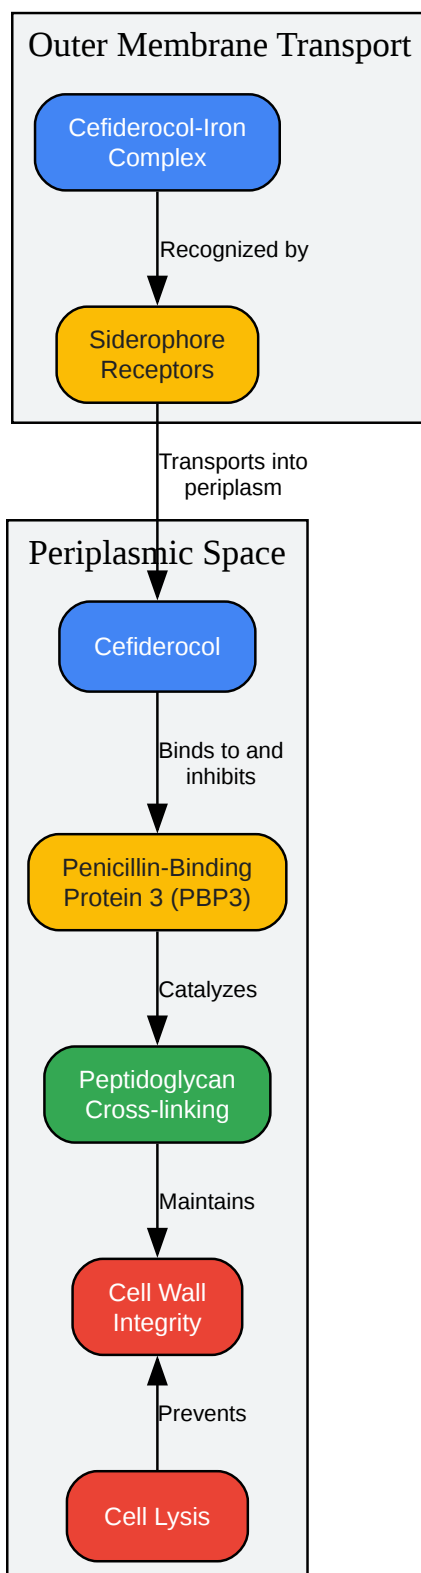 Outer Membrane Transport
Cefiderocol-Iron
Complex
Recognized by
Siderophore
Receptors
Transports into
periplasm
Periplasmic Space
Cefiderocol
Binds to and
inhibits
Penicillin-Binding
Protein 3 (PBP3)
Catalyzes
Peptidoglycan
Cross-linking
Maintains
Cell Wall
Integrity
Prevents
Cell Lysis